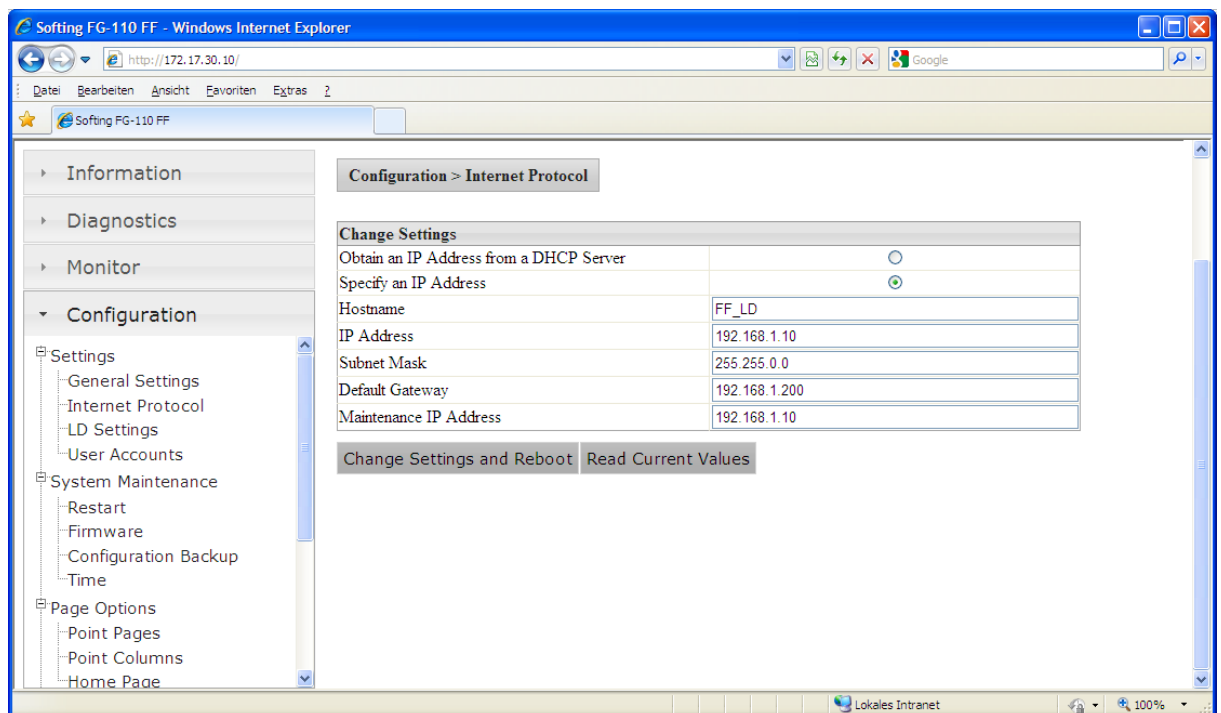 Softing FG-110 FF - Windows Internet Explorer
http://172.17.30.10/
Google
Datei Bearbeiten Ansicht Favoriten Extras ?
Softing FG-110 FF
Information
Diagnostics
Monitor
Configuration
Settings
General Settings
Internet Protocol
LD Settings
User Accounts
System Maintenance
Restart
Firmware
Configuration Backup
Time
Page Options
Point Pages
Point Columns
Home Page
Configuration > Internet Protocol
Change Settings
Obtain an IP Address from a DHCP Server
Specify an IP Address
Hostname FF_LD
IP Address 192.168.1.10
Subnet Mask 255.255.0.0
Default Gateway 192.168.1.200
Maintenance IP Address 192.168.1.10
Change Settings and Reboot Read Current Values
Lokales Intranet 100%